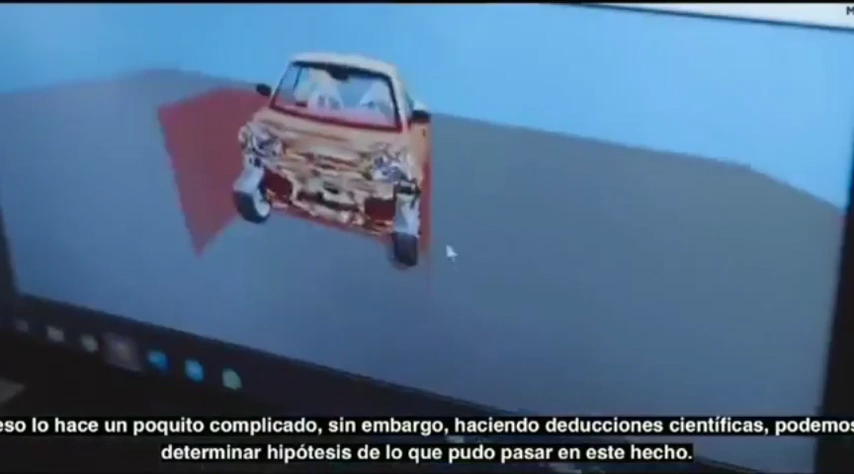 M
eso lo hace un poquito complicado, sin embargo, haciendo deducciones científicas, podemos
determinar hipótesis de lo que pudo pasar en este hecho.